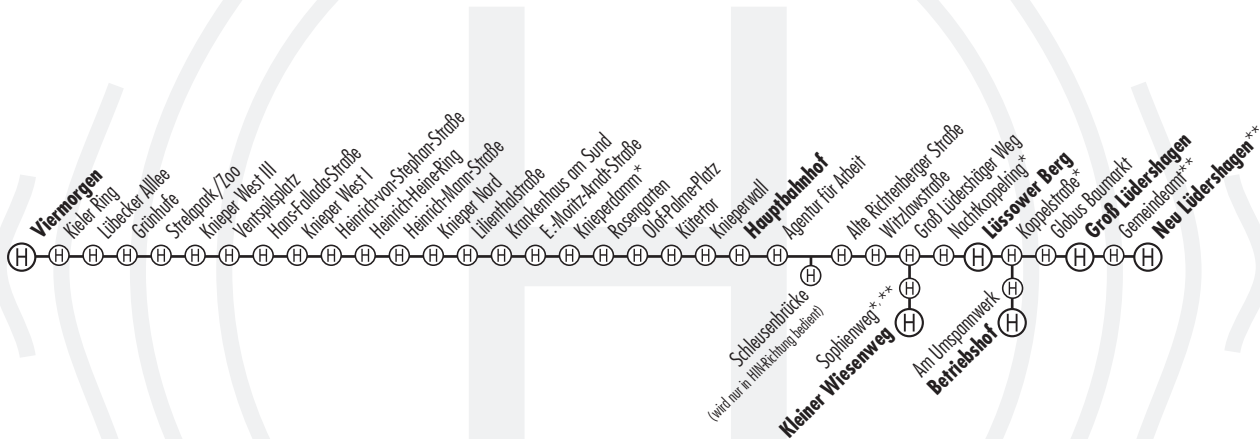 Viermorgen
Kieler Ring
Lübecker Alllee
Grünhufe
Strelapark/Zoo
Knieper West III
Ventspilsplatz
Hans-Fallada-Straße
Knieper West I
Heinrich-von-Stephan-Straße
Heinrich-Heine-Ring
Heinrich-Mann-Straße
Knieper Nord
Lilienthalstraße
Krankenhaus am Sund
E.-Moritz-Arndt-Straße
Knieperdamm*
Rosengarten
Olof-Palme-Platz
Kütertor
Knieperwall
Hauptbahnhof
Agentur für Arbeit
Alte Richtenberger Straße
Witzlawstraße
Groß Lüdershäger Weg
Nachtkoppelring*
Lüssower Berg
Koppelstraße*
Globus Baumarkt
Groß Lüdershagen
Gemeindeamt**
Neu Lüdershagen**
H H H H H H H H H H H H H H H H H H H H H H H H H H H H H H H H H
H
Schleusenbrücke
(wird nur in HIN-Richtung bedient)
H
Sophienweg*,**
H
Kleiner Wiesenweg
H
Am Umspannwerk
H
Betriebshof